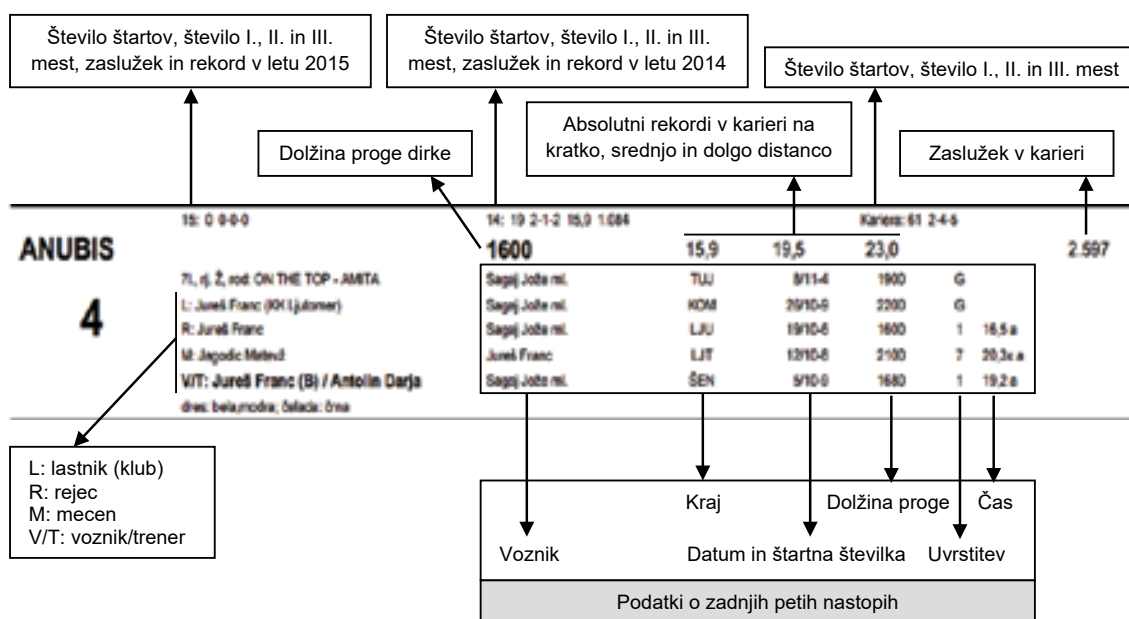 Število štartov, število I., II. in III.
mest, zaslužek in rekord v letu 2015
Število štartov, število I., II. in III.
mest, zaslužek in rekord v letu 2014
Število štartov, število I., II. in III. mest
Dolžina proge dirke
Absolutni rekordi v karieri na
kratko, srednjo in dolgo distanco
Zaslužek v karieri
15: 0 0-0-0
14: 19 2-1-2 15,9 1.084
Kariera: 61 2-4-5
ANUBIS
1600 15,9 19,5 23,0 2.597
4
7l., rj. Ž, rod: ON THE TOP - AMITA
L: Jureš Franc (KK Ljutomer)
R: Jureš Franc
M: Jagodic Matevž
V/T: Jureš Franc (B) / Antolin Darja
dres: bela,modra; čelada: črna
Sagaj Jože ml. TUJ 8/11-4 1900 G
Sagaj Jože ml. KOM 26/10-9 2200 G
Sagaj Jože ml. LJU 19/10-6 1600 1 16,5 a
Jureš Franc LJT 12/10-6 2100 7 20,3x a
Sagaj Jože ml. ŠEN 5/10-9 1680 1 19,2 a
L: lastnik (klub)
R: rejec
M: mecen
V/T: voznik/trener
Kraj
Dolžina proge
Čas
Voznik
Datum in štartna številka
Uvrstitev
Podatki o zadnjih petih nastopih